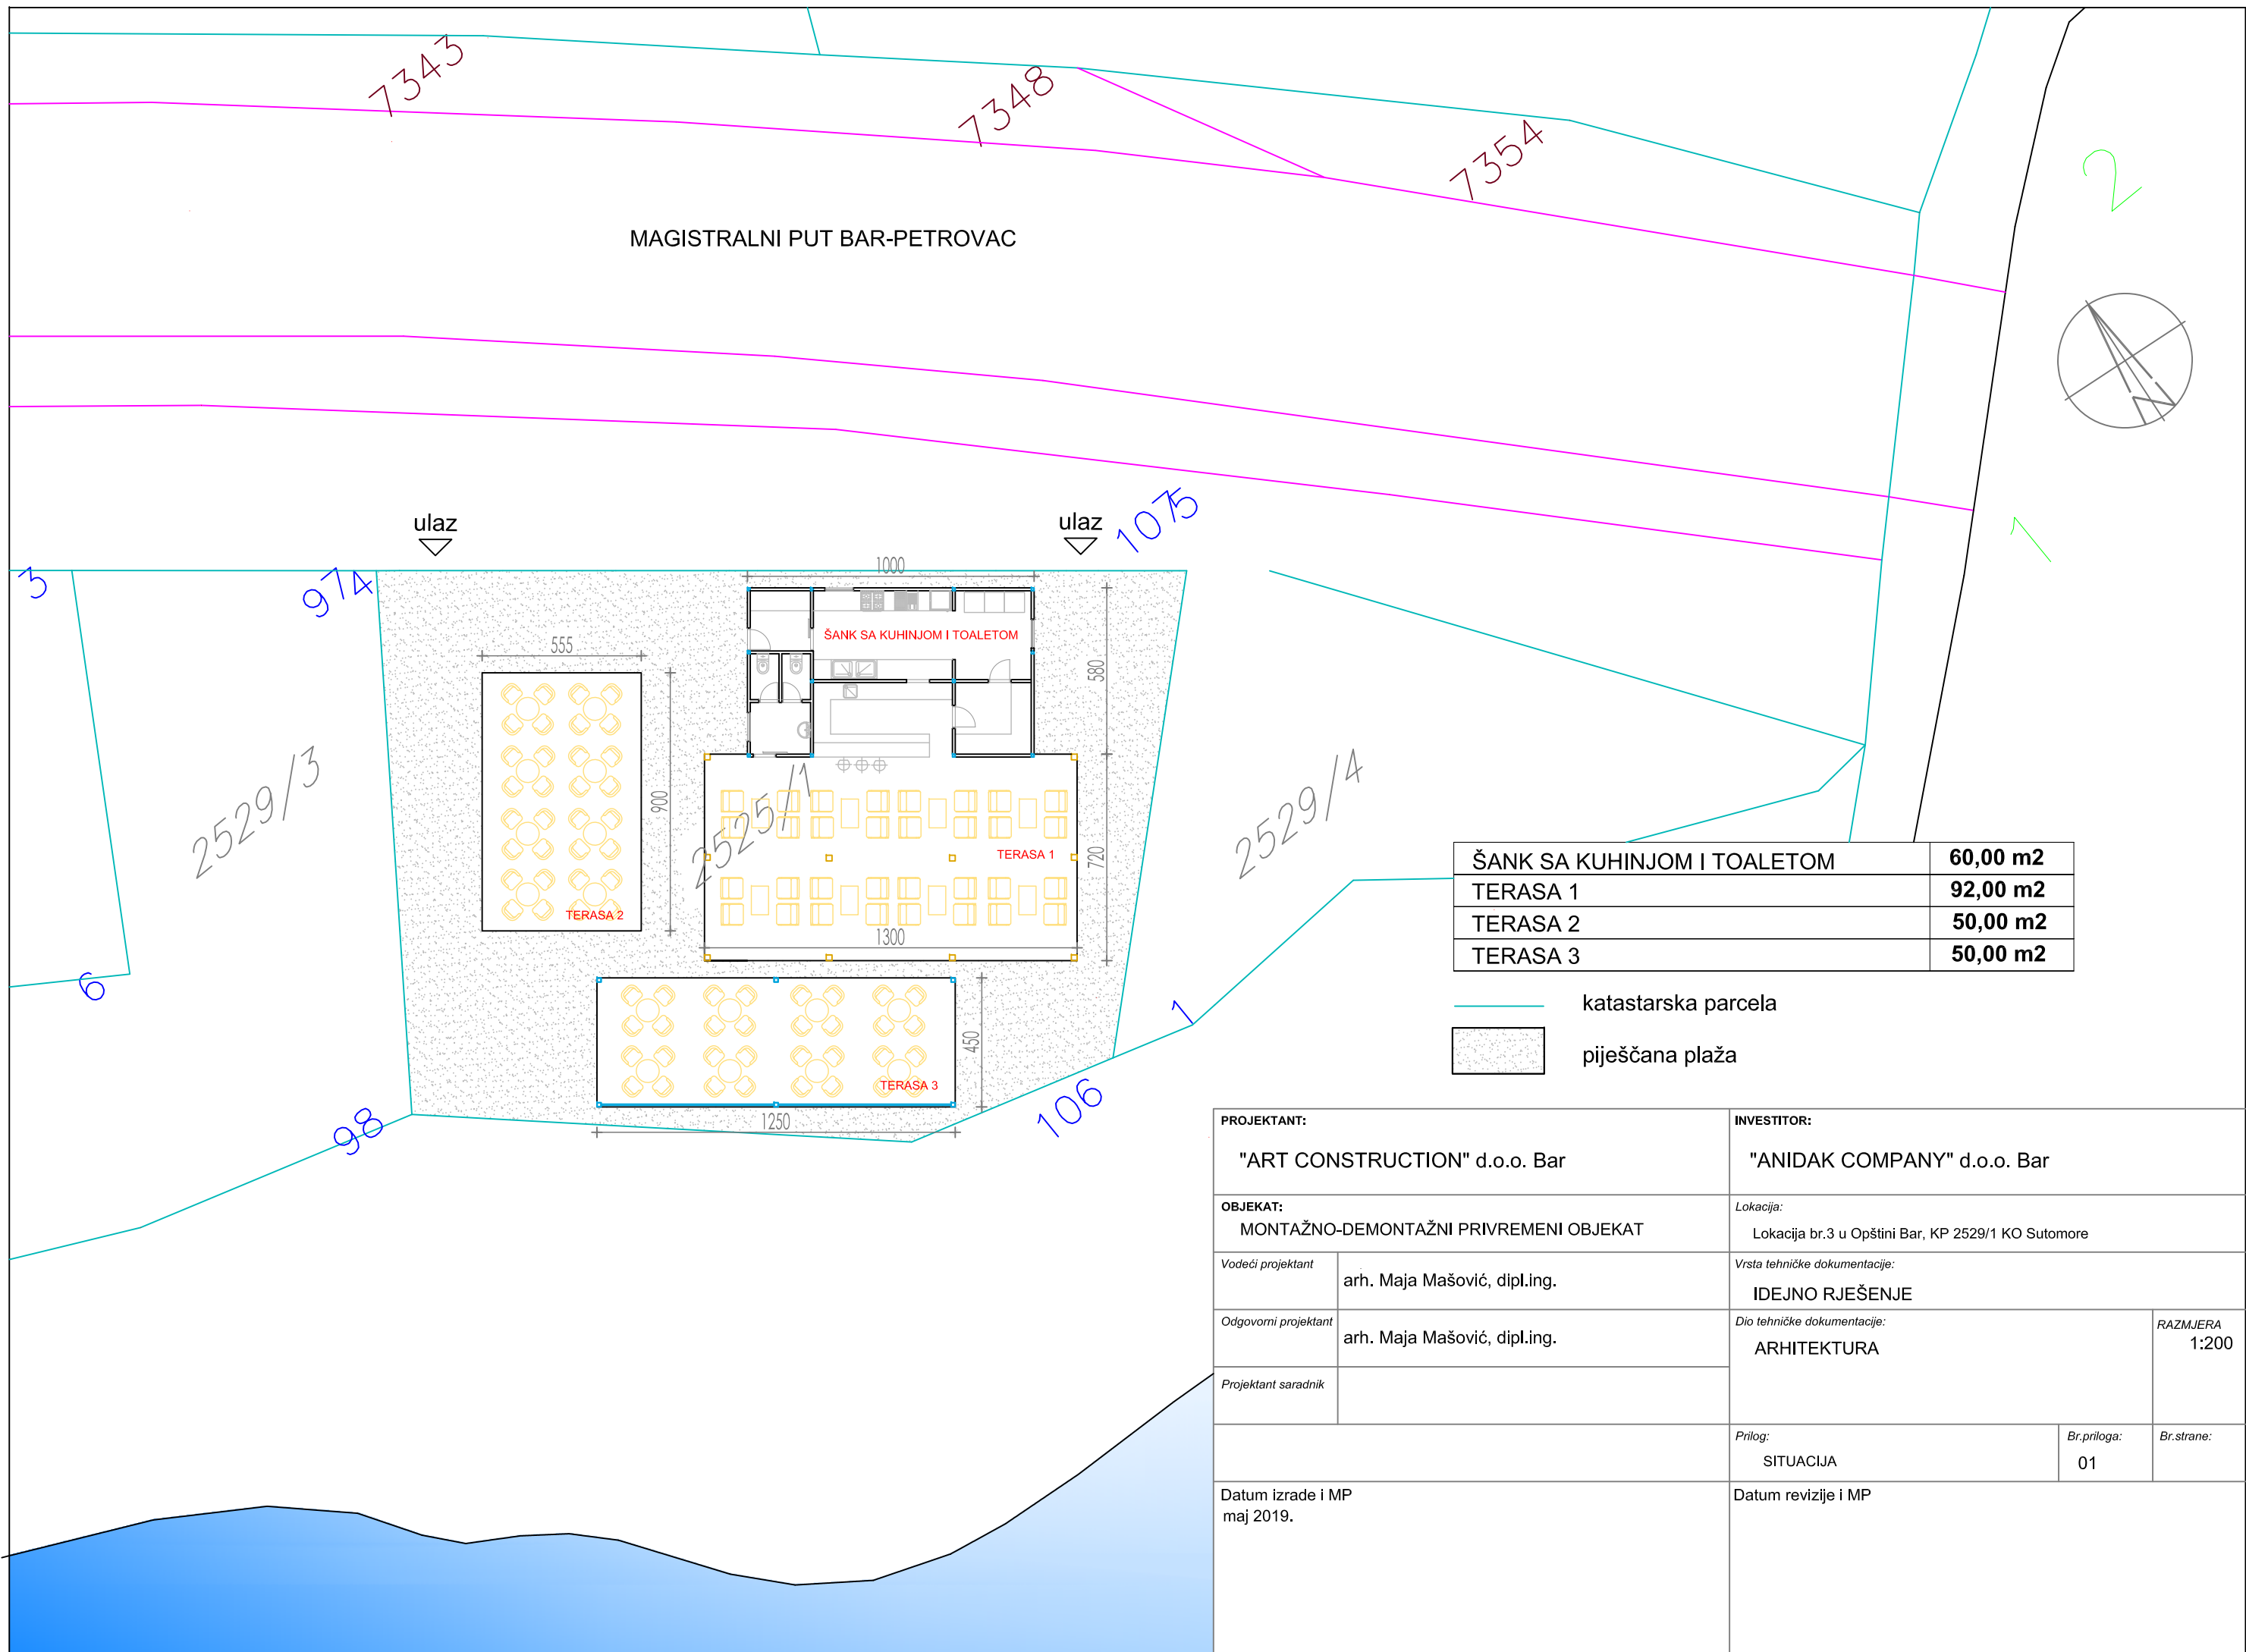 7343
7348
7354
2
MAGISTRALNI PUT BAR-PETROVAC
1
ulaz
ulaz
1075
3
974
1000
ŠANK SA KUHINJOM I TOALETOM
555
580
2529/3
900
2525/1
2529/4
TERASA 1
720
TERASA 2
1300
6
1
450
TERASA 3
98
1250
106
ŠANK SA KUHINJOM I TOALETOM 60,00 m2
TERASA 1 92,00 m2
TERASA 2 50,00 m2
TERASA 3 50,00 m2
katastarska parcela
piješčana plaža
PROJEKTANT:
"ART CONSTRUCTION" d.o.o. Bar
INVESTITOR:
"ANIDAK COMPANY" d.o.o. Bar
OBJEKAT:
MONTAŽNO-DEMONTAŽNI PRIVREMENI OBJEKAT
Lokacija:
Lokacija br.3 u Opštini Bar, KP 2529/1 KO Sutomore
Vodeći projektant
arh. Maja Mašović, dipl.ing.
Vrsta tehničke dokumentacije:
IDEJNO RJEŠENJE
Odgovorni projektant
arh. Maja Mašović, dipl.ing.
Dio tehničke dokumentacije:
ARHITEKTURA
RAZMJERA
1:200
Projektant saradnik
Prilog:
SITUACIJA
Br.priloga:
01
Br.strane:
Datum izrade i MP
maj 2019.
Datum revizije i MP